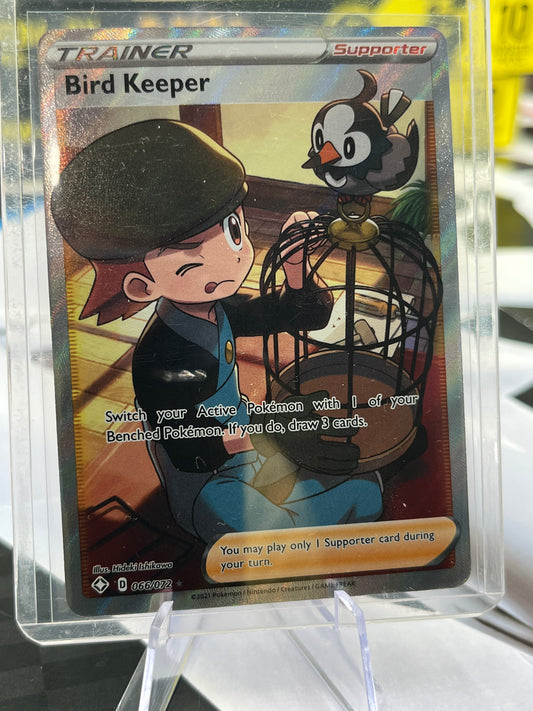 TRAINER
Supporter
Bird Keeper
Switch your Active Pokémon with 1 of your
Benched Pokémon. If you do, draw 3 cards.
Illus. Hideki Ishikawa
You may play only 1 Supporter card during
your turn.
D 066/072 ★
©2021 Pokémon / Nintendo / Creatures / GAME FREAK
10